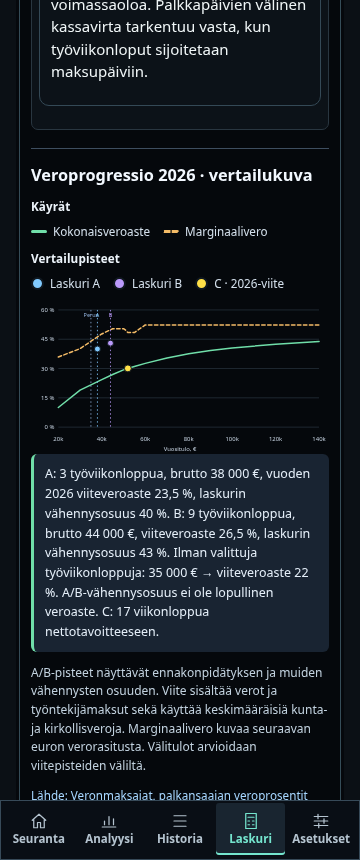 voimassaoloa. Palkkapäivien välinen
kassavirta tarkentuu vasta, kun
työviikonloput sijoitetaan
maksupäiviin.
Veroprogressio 2026 · vertailukuva
Käyrät
Kokonaisveroaste Marginaalivero
Vertailupisteet
Laskuri A Laskuri B C · 2026-viite
60 %
45 %
30 %
15 %
0 %
20k 40k 60k 80k 100k 120k 140k
Vuositulo, €
A: 3 työviikonloppua, brutto 38 000 €, vuoden
2026 viiteveroaste 23,5 %, laskurin
vähennysosuus 40 %. B: 9 työviikonloppua,
brutto 44 000 €, viiteveroaste 26,5 %, laskurin
vähennysosuus 43 %. Ilman valittuja
työviikonloppuja: 35 000 € → viiteveroaste 22
%. A/B-vähennysosuus ei ole lopullinen
veroaste. C: 17 viikonloppua
nettotavoitteeseen.
A/B-pisteet näyttävät ennakonpidätyksen ja muiden
vähennysten osuuden. Viite sisältää verot ja
työntekijämaksut sekä käyttää keskimääräisiä kunta-
ja kirkollisveroja. Marginaalivero kuvaa seuraavan
euron verorasitusta. Välitulot arvioidaan
viitepisteiden väliltä.
Lähde: Veronmaksajat, palkansaajan veroprosentit
Seuranta Analyysi Historia Laskuri Asetukset